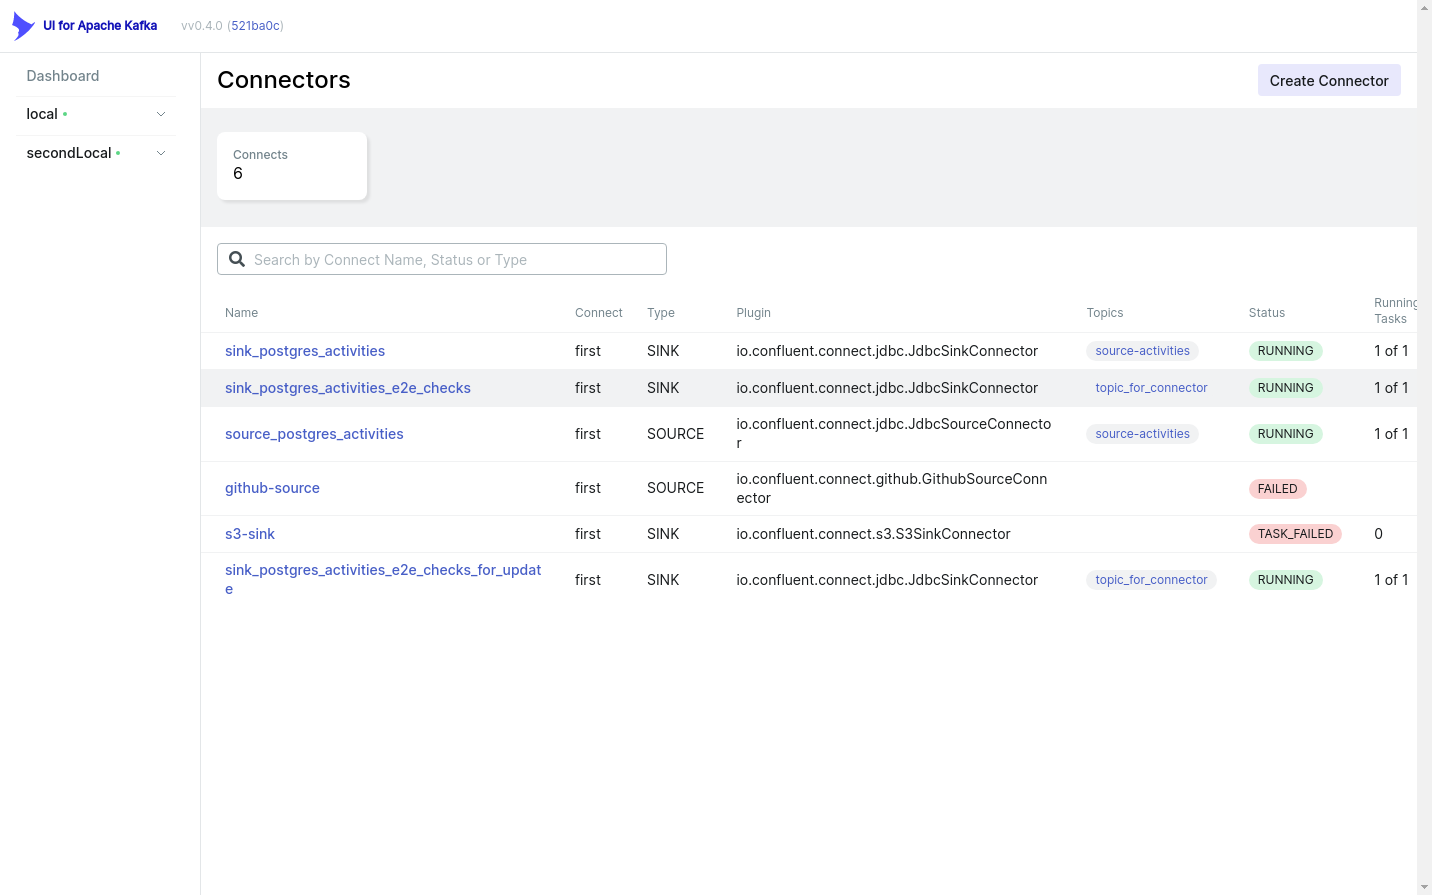 UI for Apache Kafka
vv0.4.0 (521ba0c)
Dashboard
local
secondLocal
Connectors
Create Connector
Connects
6
Search by Connect Name, Status or Type
Name Connect Type Plugin Topics Status Running
Tasks
sink_postgres_activities first SINK io.confluent.connect.jdbc.JdbcSinkConnector source-activities RUNNING 1 of 1
sink_postgres_activities_e2e_checks first SINK io.confluent.connect.jdbc.JdbcSinkConnector topic_for_connector RUNNING 1 of 1
source_postgres_activities first SOURCE io.confluent.connect.jdbc.JdbcSourceConnecto
r source-activities RUNNING 1 of 1
github-source first SOURCE io.confluent.connect.github.GithubSourceConn
ector FAILED
s3-sink first SINK io.confluent.connect.s3.S3SinkConnector TASK_FAILED 0
sink_postgres_activities_e2e_checks_for_updat
e first SINK io.confluent.connect.jdbc.JdbcSinkConnector topic_for_connector RUNNING 1 of 1